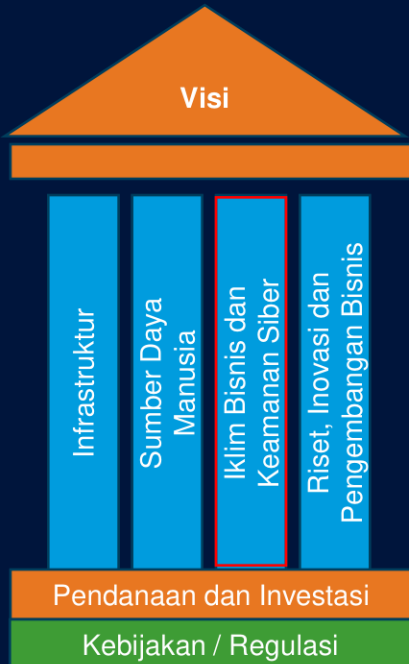 Visi
Infrastruktur
Sumber Daya
Manusia
Iklim Bisnis dan
Keamanan Siber
Riset, Inovasi dan
Pengembangan Bisnis
Pendanaan dan Investasi
Kebijakan / Regulasi